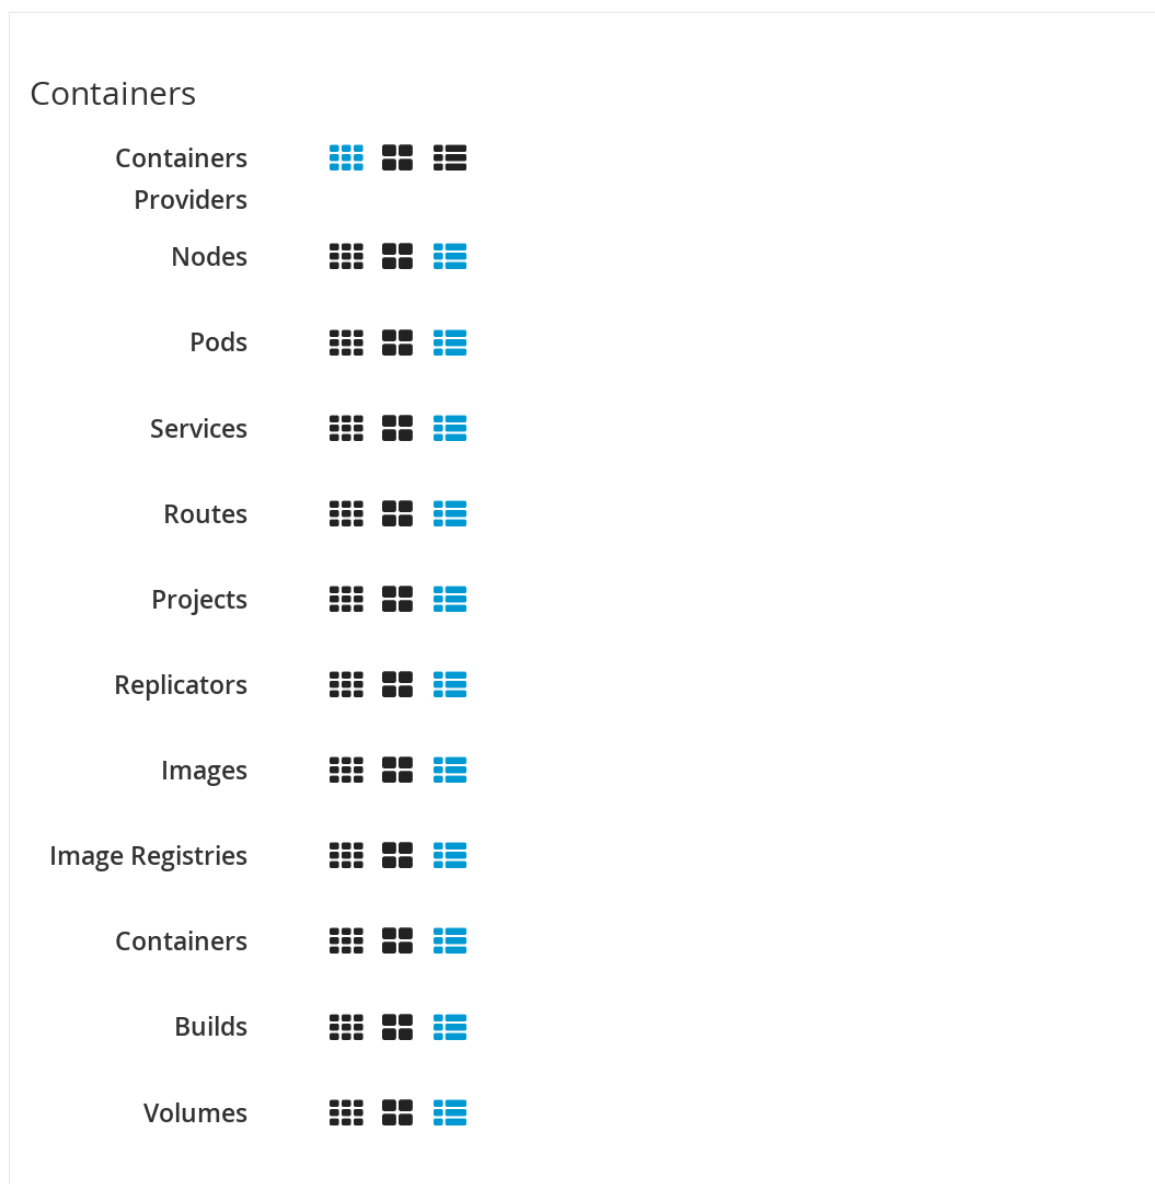 Containers
Containers
Providers
Nodes
Pods
Services
Routes
Projects
Replicators
Images
Image Registries
Containers
Builds
Volumes